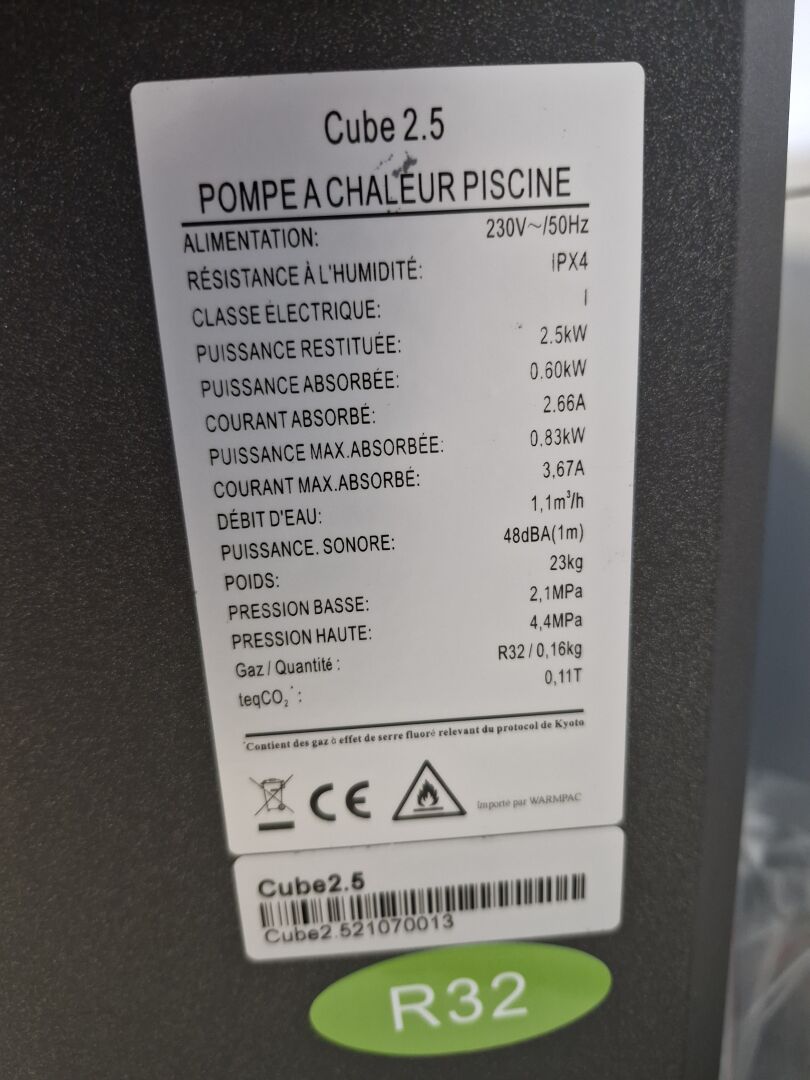 Cube 2.5
POMPE A CHALEUR PISCINE
ALIMENTATION: 230V~/50Hz
RÉSISTANCE À L'HUMIDITÉ: IPX4
CLASSE ÉLECTRIQUE: I
PUISSANCE RESTITUÉE: 2.5kW
PUISSANCE ABSORBÉE: 0.60kW
COURANT ABSORBÉ: 2.66A
PUISSANCE MAX.ABSORBÉE: 0.83kW
COURANT MAX.ABSORBÉ: 3,67A
DÉBIT D'EAU: 1,1m³/h
PUISSANCE. SONORE: 48dBA(1m)
POIDS: 23kg
PRESSION BASSE: 2,1MPa
PRESSION HAUTE: 4,4MPa
Gaz / Quantité : R32 / 0,16kg
teqCO₂* : 0,11T
*Contient des gaz à effet de serre fluoré relevant du protocol de Kyoto
CE
Importé par WARMPAC
Cube2.5
Cube2.521070013
R32